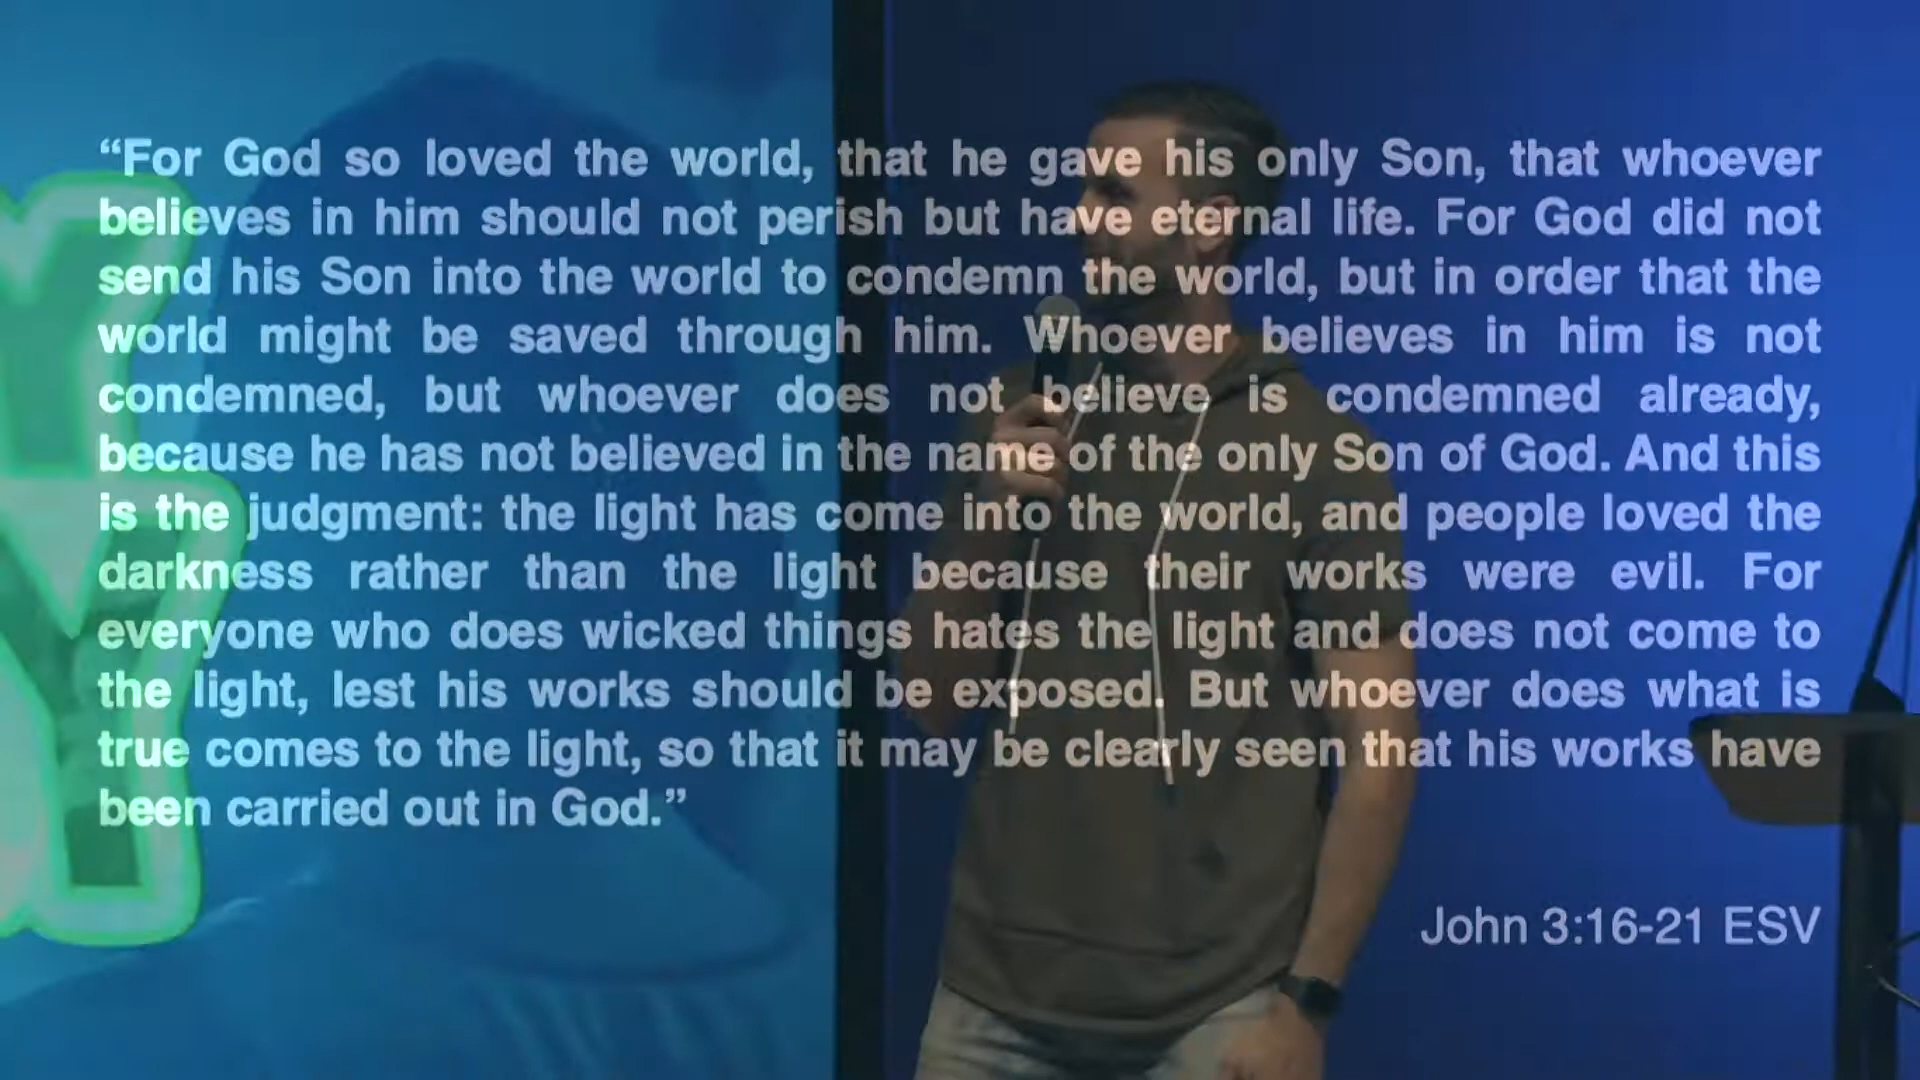 “For God so loved the world, that he gave his only Son, that whoever
believes in him should not perish but have eternal life. For God did not
send his Son into the world to condemn the world, but in order that the
world might be saved through him. Whoever believes in him is not
condemned, but whoever does not believe is condemned already,
because he has not believed in the name of the only Son of God. And this
is the judgment: the light has come into the world, and people loved the
darkness rather than the light because their works were evil. For
everyone who does wicked things hates the light and does not come to
the light, lest his works should be exposed. But whoever does what is
true comes to the light, so that it may be clearly seen that his works have
been carried out in God.”
John 3:16-21 ESV